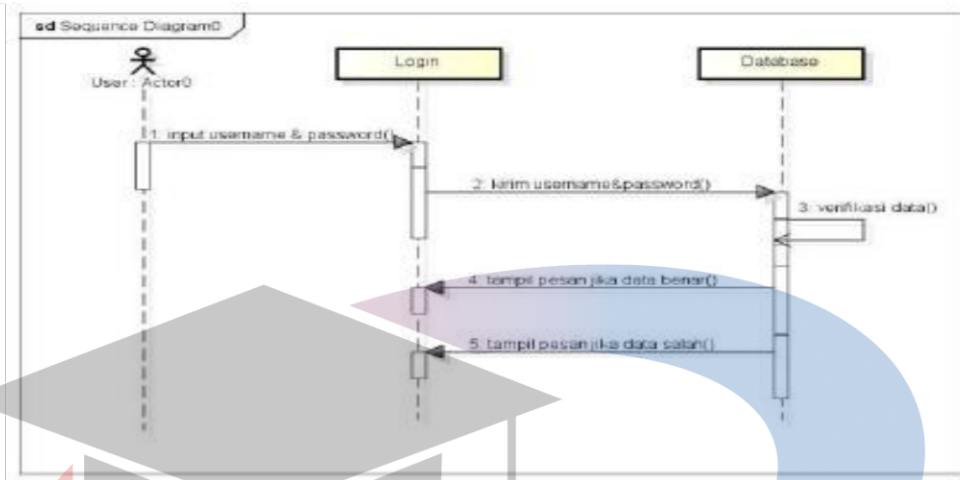 sd Sequence Diagram0
User : Actor0
Login
Database
1: input username & password()
2: kirim username&password()
3: verifikasi data()
4: tampil pesan jika data benar()
5: tampil pesan jika data salah()